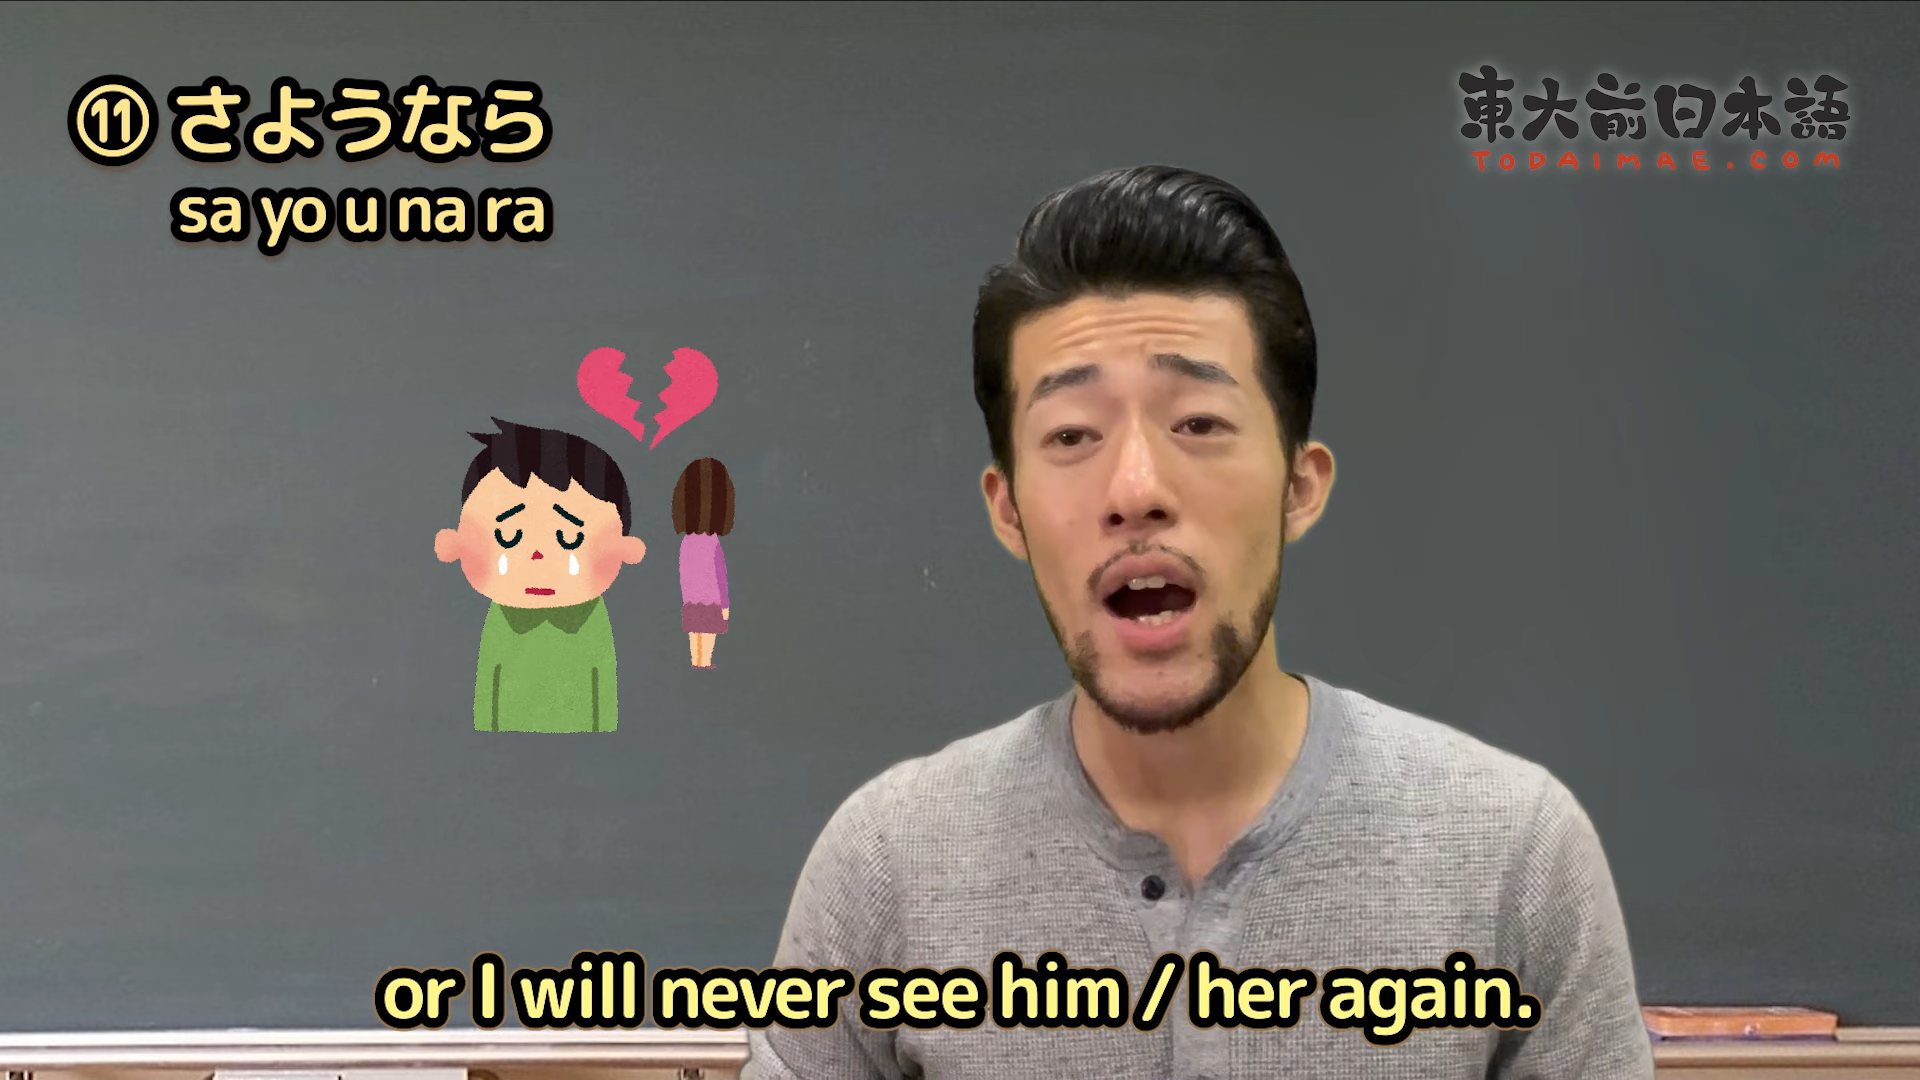 ⑪ さようなら
sa yo u na ra
東大前日本語
TODAIMAE.COM
or I will never see him / her again.